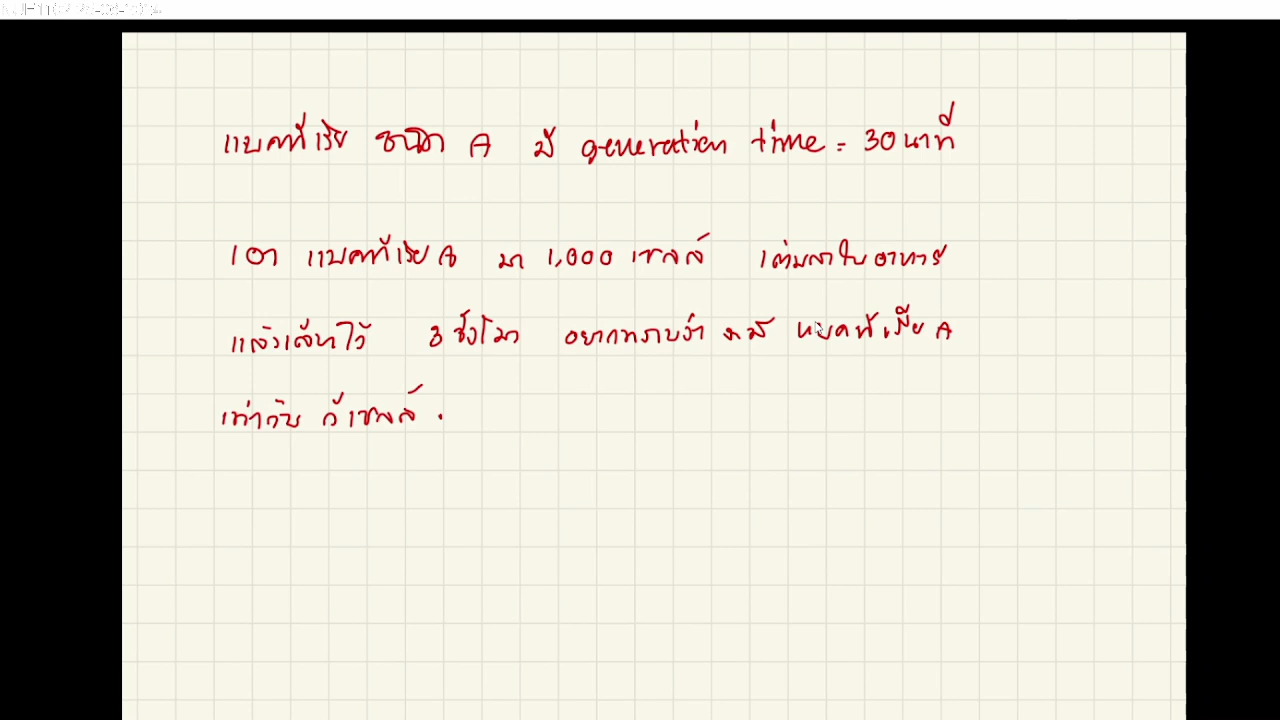 แบคทีเรีย ชนิด A มี generation time = 30 นาที
เอา แบคทีเรีย A มา 1,000 เซลล์ เติมลงในอาหาร
แล้วเลี้ยงไว้ 3 ชั่วโมง อยากทราบว่า จะมี แบคทีเรีย A
เท่ากับ กี่เซลล์ .